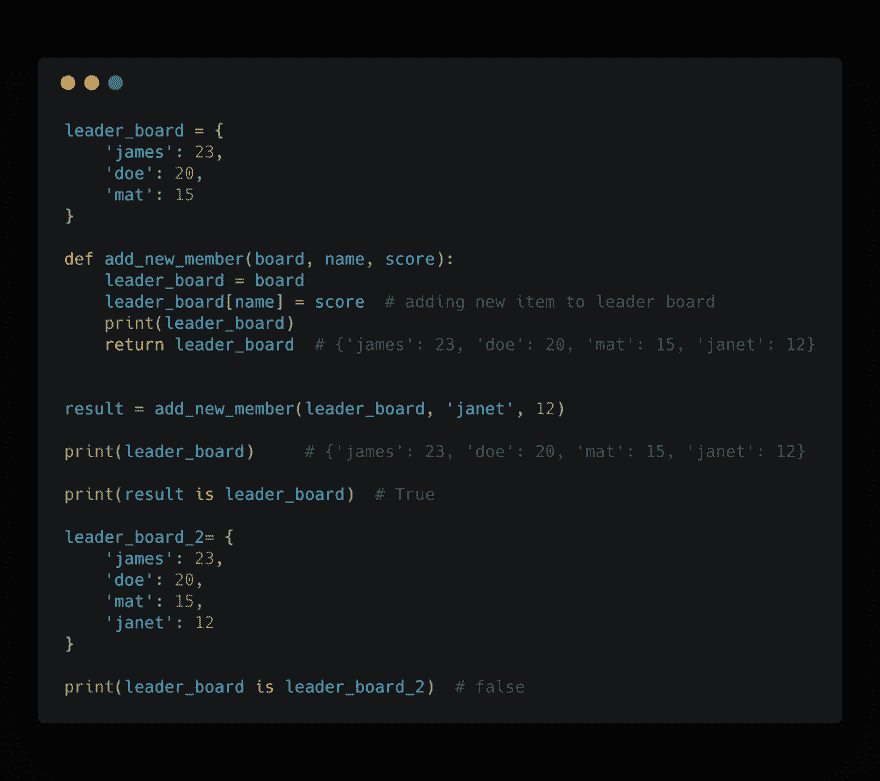 leader_board = {
    'james': 23,
    'doe': 20,
    'mat': 15
}
def add_new_member(board, name, score):
    leader_board = board
    leader_board[name] = score  # adding new item to leader board
    print(leader_board)
    return leader_board  # {'james': 23, 'doe': 20, 'mat': 15, 'janet': 12}
result = add_new_member(leader_board, 'janet', 12)
print(leader_board)     # {'james': 23, 'doe': 20, 'mat': 15, 'janet': 12}
print(result is leader_board)  # True
leader_board_2= {
    'james': 23,
    'doe': 20,
    'mat': 15,
    'janet': 12
}
print(leader_board is leader_board_2)  # false